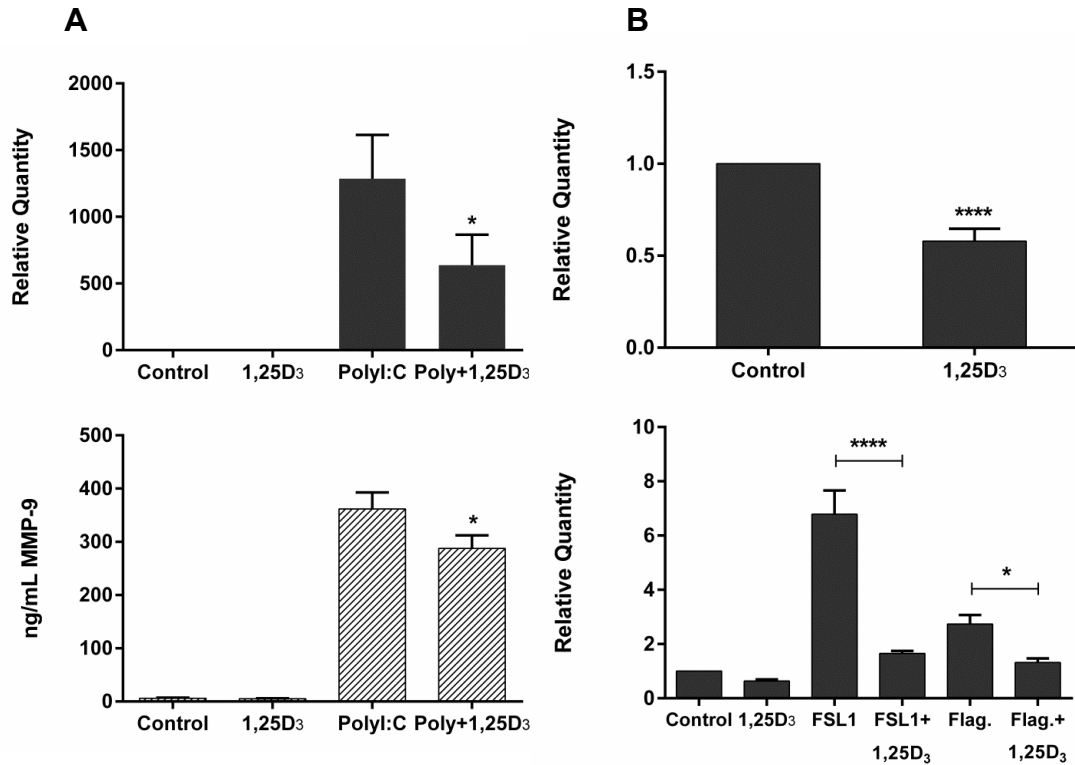 A
Relative Quantity
2000
1500
1000
500
0
*
Control 1,25D3 PolyI:C Poly+1,25D3
ng/mL MMP-9
500
400
300
200
100
0
*
Control 1,25D3 PolyI:C Poly+1,25D3
B
Relative Quantity
1.5
1.0
0.5
0.0
****
Control 1,25D3
Relative Quantity
10
8
6
4
2
0
****
*
Control 1,25D3 FSL1 FSL1+ Flag. Flag.+
1,25D3 1,25D3